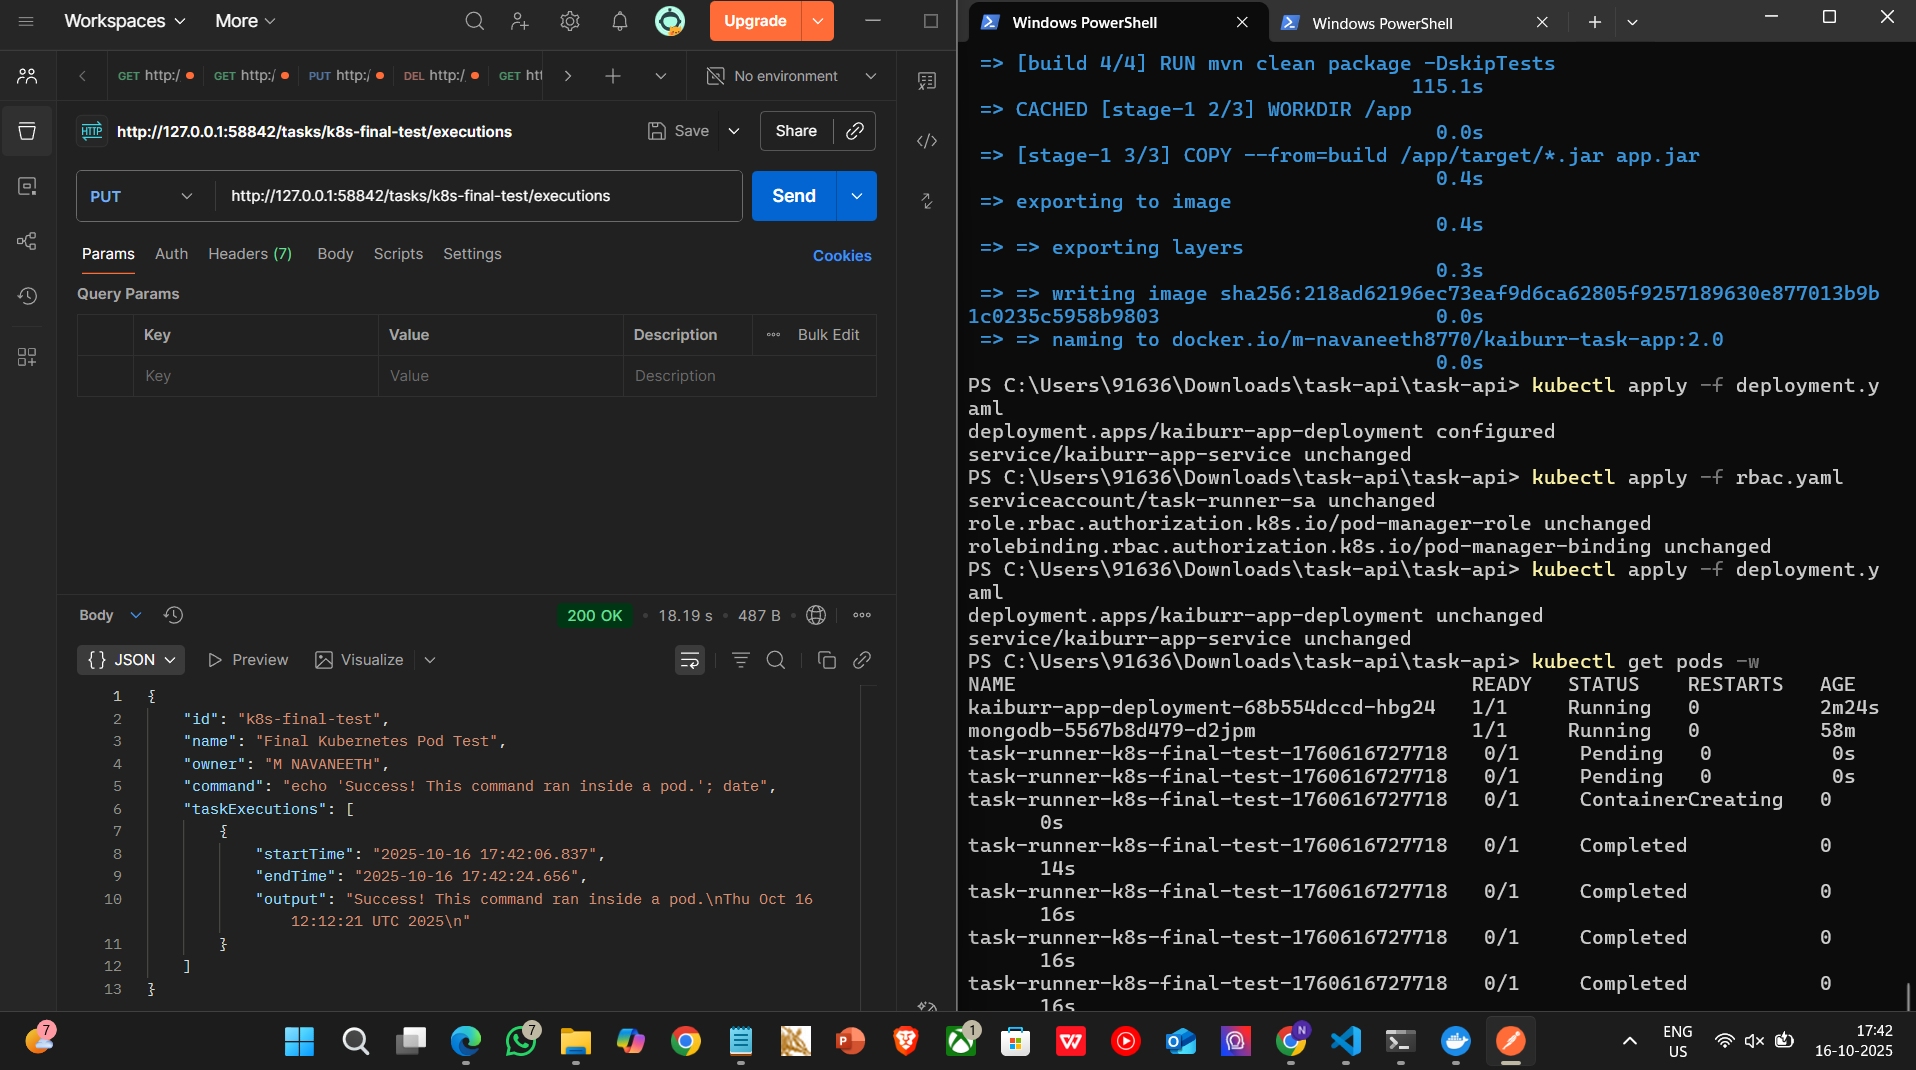 Workspaces
More
Upgrade
GET http:/
GET http:/
PUT http:/
DEL http:/
GET htt
No environment
HTTP
http://127.0.0.1:58842/tasks/k8s-final-test/executions
Save
Share
PUT
http://127.0.0.1:58842/tasks/k8s-final-test/executions
Send
Params
Auth
Headers (7)
Body
Scripts
Settings
Cookies
Query Params
Key
Value
Description
Bulk Edit
Key
Value
Description
Body
200 OK
18.19 s
487 B
{} JSON
Preview
Visualize
1 {
2 "id": "k8s-final-test",
3 "name": "Final Kubernetes Pod Test",
4 "owner": "M NAVANEETH",
5 "command": "echo 'Success! This command ran inside a pod.'; date",
6 "taskExecutions": [
7 {
8 "startTime": "2025-10-16 17:42:06.837",
9 "endTime": "2025-10-16 17:42:24.656",
10 "output": "Success! This command ran inside a pod.\nThu Oct 16
12:12:21 UTC 2025\n"
11 }
12 ]
13 }
Windows PowerShell
Windows PowerShell
=> [build 4/4] RUN mvn clean package -DskipTests
115.1s
=> CACHED [stage-1 2/3] WORKDIR /app
0.0s
=> [stage-1 3/3] COPY --from=build /app/target/*.jar app.jar
0.4s
=> exporting to image
0.4s
=> => exporting layers
0.3s
=> => writing image sha256:218ad62196ec73eaf9d6ca62805f9257189630e877013b9b
1c0235c5958b9803 0.0s
=> => naming to docker.io/m-navaneeth8770/kaiburr-task-app:2.0
0.0s
PS C:\Users\91636\Downloads\task-api\task-api> kubectl apply -f deployment.y
aml
deployment.apps/kaiburr-app-deployment configured
service/kaiburr-app-service unchanged
PS C:\Users\91636\Downloads\task-api\task-api> kubectl apply -f rbac.yaml
serviceaccount/task-runner-sa unchanged
role.rbac.authorization.k8s.io/pod-manager-role unchanged
rolebinding.rbac.authorization.k8s.io/pod-manager-binding unchanged
PS C:\Users\91636\Downloads\task-api\task-api> kubectl apply -f deployment.y
aml
deployment.apps/kaiburr-app-deployment unchanged
service/kaiburr-app-service unchanged
PS C:\Users\91636\Downloads\task-api\task-api> kubectl get pods -w
NAME READY STATUS RESTARTS AGE
kaiburr-app-deployment-68b554dccd-hbg24 1/1 Running 0 2m24s
mongodb-5567b8d479-d2jpm 1/1 Running 0 58m
task-runner-k8s-final-test-1760616727718 0/1 Pending 0 0s
task-runner-k8s-final-test-1760616727718 0/1 Pending 0 0s
task-runner-k8s-final-test-1760616727718 0/1 ContainerCreating 0
0s
task-runner-k8s-final-test-1760616727718 0/1 Completed 0
14s
task-runner-k8s-final-test-1760616727718 0/1 Completed 0
16s
task-runner-k8s-final-test-1760616727718 0/1 Completed 0
16s
task-runner-k8s-final-test-1760616727718 0/1 Completed 0
16s
7
7
1
N
ENG
US
17:42
16-10-2025